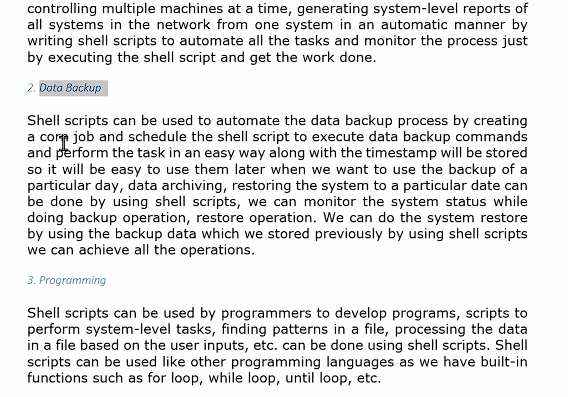 controlling multiple machines at a time, generating system-level reports of
all systems in the network from one system in an automatic manner by
writing shell scripts to automate all the tasks and monitor the process just
by executing the shell script and get the work done.
2. Data Backup
Shell scripts can be used to automate the data backup process by creating
a corn job and schedule the shell script to execute data backup commands
and perform the task in an easy way along with the timestamp will be stored
so it will be easy to use them later when we want to use the backup of a
particular day, data archiving, restoring the system to a particular date can
be done by using shell scripts, we can monitor the system status while
doing backup operation, restore operation. We can do the system restore
by using the backup data which we stored previously by using shell scripts
we can achieve all the operations.
3. Programming
Shell scripts can be used by programmers to develop programs, scripts to
perform system-level tasks, finding patterns in a file, processing the data
in a file based on the user inputs, etc. can be done using shell scripts. Shell
scripts can be used like other programming languages as we have built-in
functions such as for loop, while loop, until loop, etc.